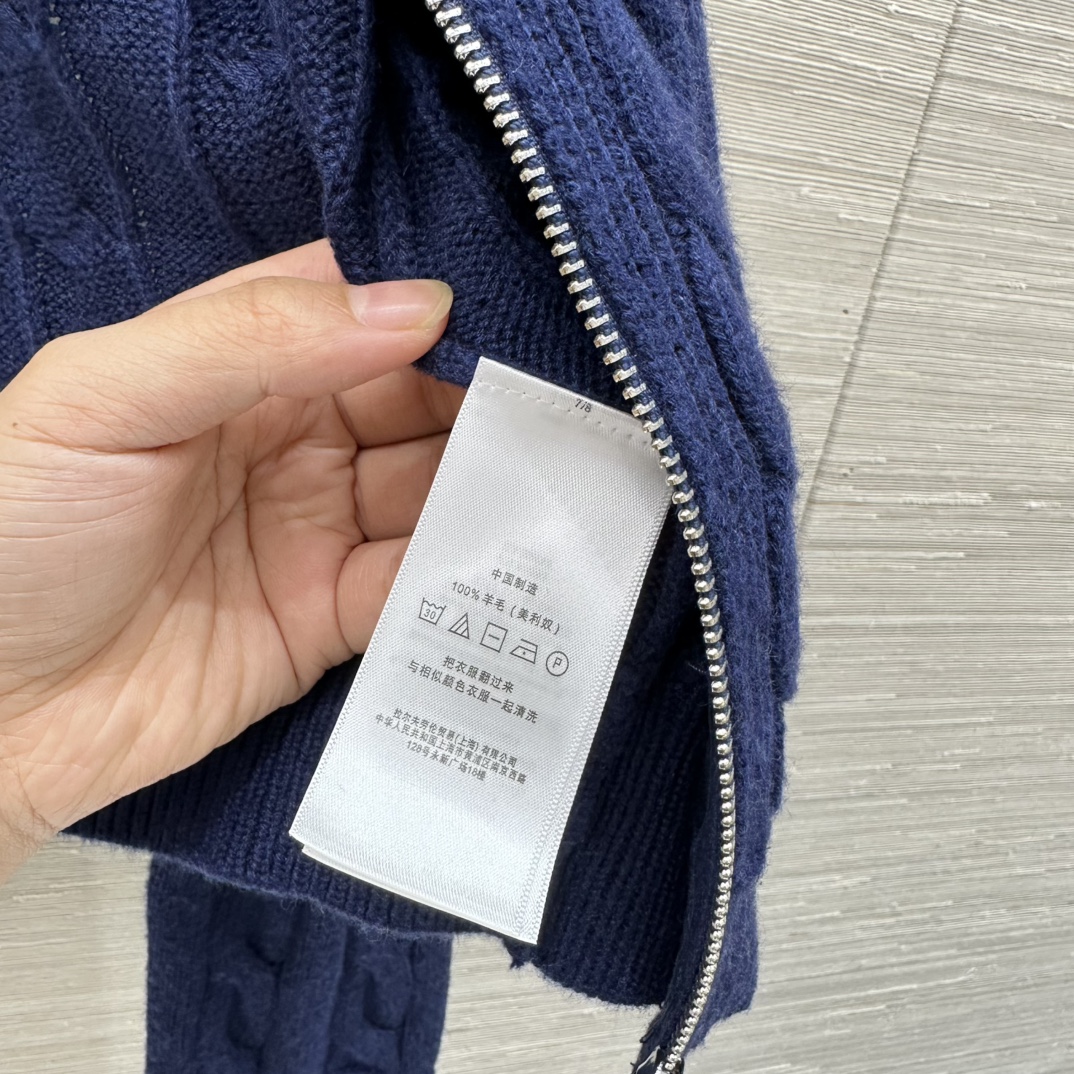 7/8
中国制造
100%羊毛（美利奴）
30 P
把衣服翻过来
与相似颜色衣服一起清洗
拉尔夫劳伦贸易(上海) 有限公司
中华人民共和国上海市黄浦区南京西路
128号永新广场16楼